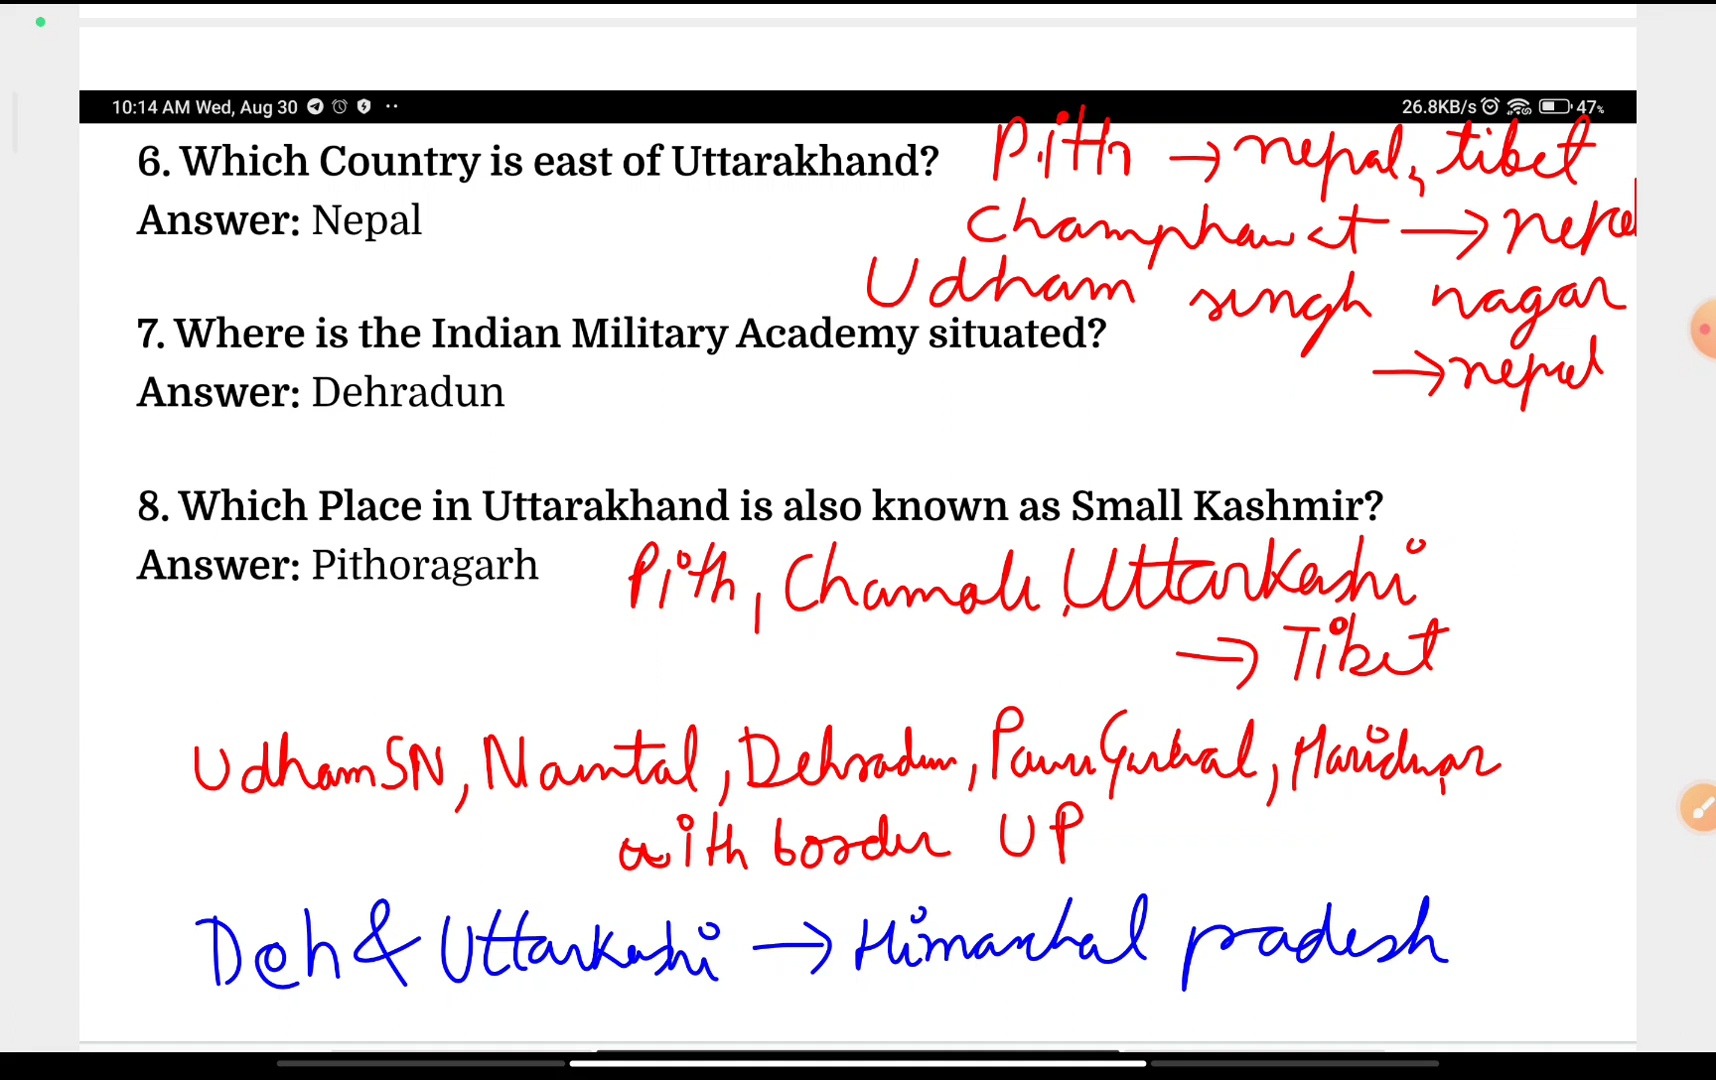 10:14 AM Wed, Aug 30
26.8KB/s 47%
6. Which Country is east of Uttarakhand?
Pith → nepal, tibet
Answer: Nepal
Champhawat → nepal
Udham singh nagar
7. Where is the Indian Military Academy situated?
→ nepal
Answer: Dehradun
8. Which Place in Uttarakhand is also known as Small Kashmir?
Answer: Pithoragarh
Pith, Chamoli, Uttarkashi
→ Tibet
Udham SN, Nainital, Dehradun, Pauri Garhwal, Haridwar
with border UP
Deh & Uttarkashi → Himanchal pradesh